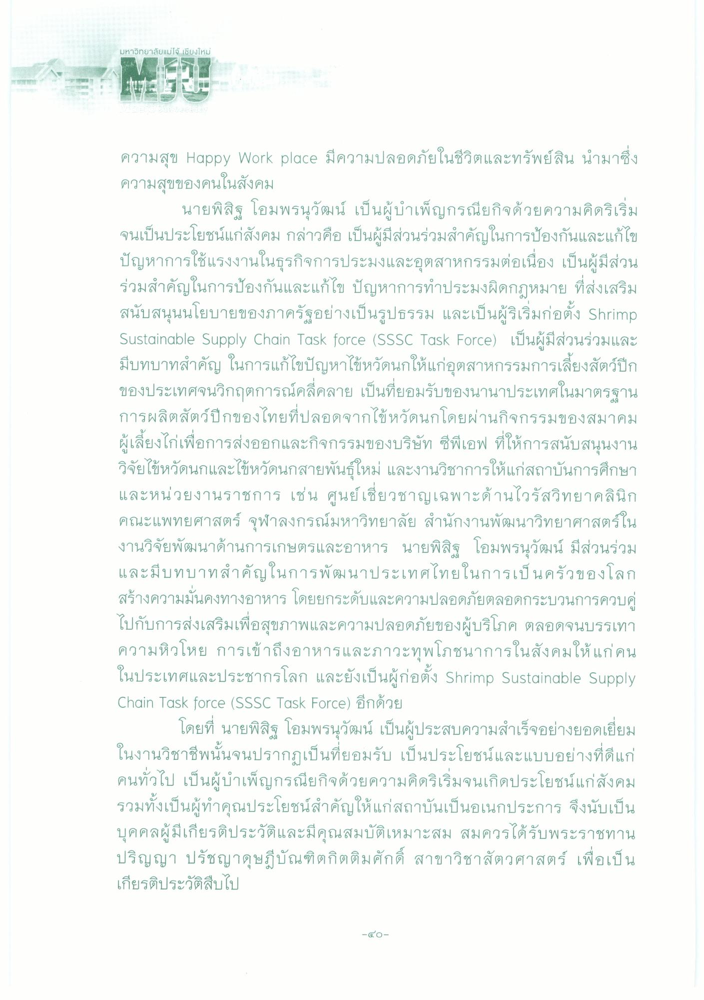 มหาวิทยาลัยแม่โจ้ เชียงใหม่
MJU
Maejo University
ความสุข Happy Work place มีความปลอดภัยในชีวิตและทรัพย์สิน นำมาซึ่ง
ความสุขของคนในสังคม
นายพิสิฐ โอมพรนุวัฒน์ เป็นผู้บำเพ็ญกรณียกิจด้วยความคิดริเริ่ม
จนเป็นประโยชน์แก่สังคม กล่าวคือ เป็นผู้มีส่วนร่วมสำคัญในการป้องกันและแก้ไข
ปัญหาการใช้แรงงานในธุรกิจการประมงและอุตสาหกรรมต่อเนื่อง เป็นผู้มีส่วน
ร่วมสำคัญในการป้องกันและแก้ไข ปัญหาการทำประมงผิดกฎหมาย ที่ส่งเสริม
สนับสนุนนโยบายของภาครัฐอย่างเป็นรูปธรรม และเป็นผู้ริเริ่มก่อตั้ง Shrimp
Sustainable Supply Chain Task force (SSSC Task Force) เป็นผู้มีส่วนร่วมและ
มีบทบาทสำคัญ ในการแก้ไขปัญหาไข้หวัดนกให้แก่อุตสาหกรรมการเลี้ยงสัตว์ปีก
ของประเทศจนวิกฤตการณ์คลี่คลาย เป็นที่ยอมรับของนานาประเทศในมาตรฐาน
การผลิตสัตว์ปีกของไทยที่ปลอดจากไข้หวัดนกโดยผ่านกิจกรรมของสมาคม
ผู้เลี้ยงไก่เพื่อการส่งออกและกิจกรรมของบริษัท ซีพีเอฟ ที่ให้การสนับสนุนงาน
วิจัยไข้หวัดนกและไข้หวัดนกสายพันธุ์ใหม่ และงานวิชาการให้แก่สถาบันการศึกษา
และหน่วยงานราชการ เช่น ศูนย์เชี่ยวชาญเฉพาะด้านไวรัสวิทยาคลินิก
คณะแพทยศาสตร์ จุฬาลงกรณ์มหาวิทยาลัย สำนักงานพัฒนาวิทยาศาสตร์ใน
งานวิจัยพัฒนาด้านการเกษตรและอาหาร นายพิสิฐ โอมพรนุวัฒน์ มีส่วนร่วม
และมีบทบาทสำคัญในการพัฒนาประเทศไทยในการเป็นครัวของโลก
สร้างความมั่นคงทางอาหาร โดยยกระดับและความปลอดภัยตลอดกระบวนการควบคู่
ไปกับการส่งเสริมเพื่อสุขภาพและความปลอดภัยของผู้บริโภค ตลอดจนบรรเทา
ความหิวโหย การเข้าถึงอาหารและภาวะทุพโภชนาการในสังคมให้แก่คน
ในประเทศและประชากรโลก และยังเป็นผู้ก่อตั้ง Shrimp Sustainable Supply
Chain Task force (SSSC Task Force) อีกด้วย
โดยที่ นายพิสิฐ โอมพรนุวัฒน์ เป็นผู้ประสบความสำเร็จอย่างยอดเยี่ยม
ในงานวิชาชีพนั้นจนปรากฏเป็นที่ยอมรับ เป็นประโยชน์และแบบอย่างที่ดีแก่
คนทั่วไป เป็นผู้บำเพ็ญกรณียกิจด้วยความคิดริเริ่มจนเกิดประโยชน์แก่สังคม
รวมทั้งเป็นผู้ทำคุณประโยชน์สำคัญให้แก่สถาบันเป็นอเนกประการ จึงนับเป็น
บุคคลผู้มีเกียรติประวัติและมีคุณสมบัติเหมาะสม สมควรได้รับพระราชทาน
ปริญญา ปรัชญาดุษฎีบัณฑิตกิตติมศักดิ์ สาขาวิชาสัตวศาสตร์ เพื่อเป็น
เกียรติประวัติสืบไป
-๔๐-